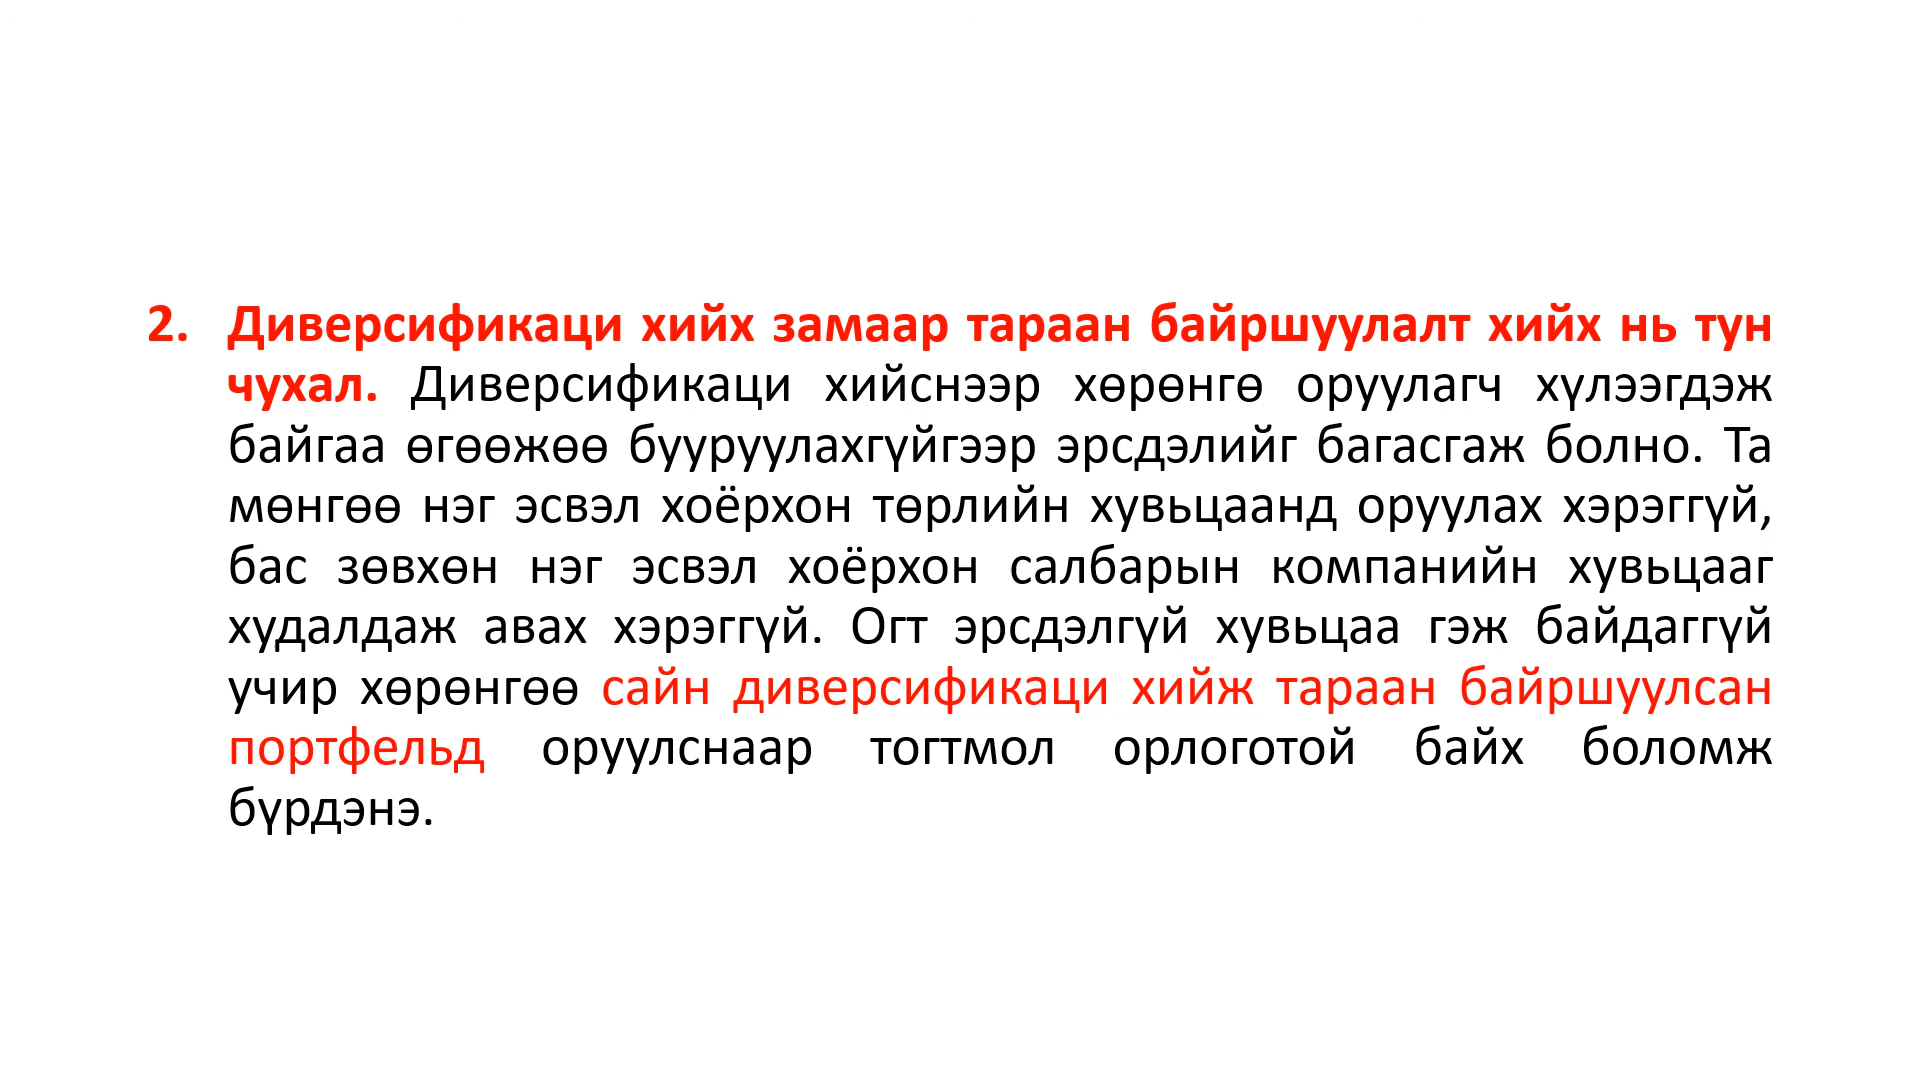 2. Диверсификаци хийх замаар тараан байршуулалт хийх нь тун
чухал. Диверсификаци хийснээр хөрөнгө оруулагч хүлээгдэж
байгаа өгөөжөө бууруулахгүйгээр эрсдэлийг багасгаж болно. Та
мөнгөө нэг эсвэл хоёрхон төрлийн хувьцаанд оруулах хэрэггүй,
бас зөвхөн нэг эсвэл хоёрхон салбарын компанийн хувьцааг
худалдаж авах хэрэггүй. Огт эрсдэлгүй хувьцаа гэж байдаггүй
учир хөрөнгөө сайн диверсификаци хийж тараан байршуулсан
портфельд оруулснаар тогтмол орлоготой байх боломж
бүрдэнэ.